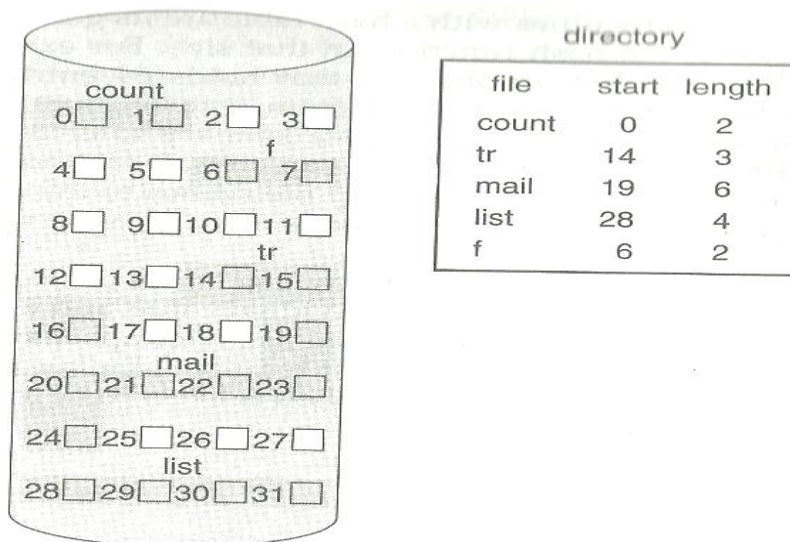 count
0 1 2 3
f
4 5 6 7
8 9 10 11
tr
12 13 14 15
16 17 18 19
mail
20 21 22 23
24 25 26 27
list
28 29 30 31
directory
file start length
count 0 2
tr 14 3
mail 19 6
list 28 4
f 6 2